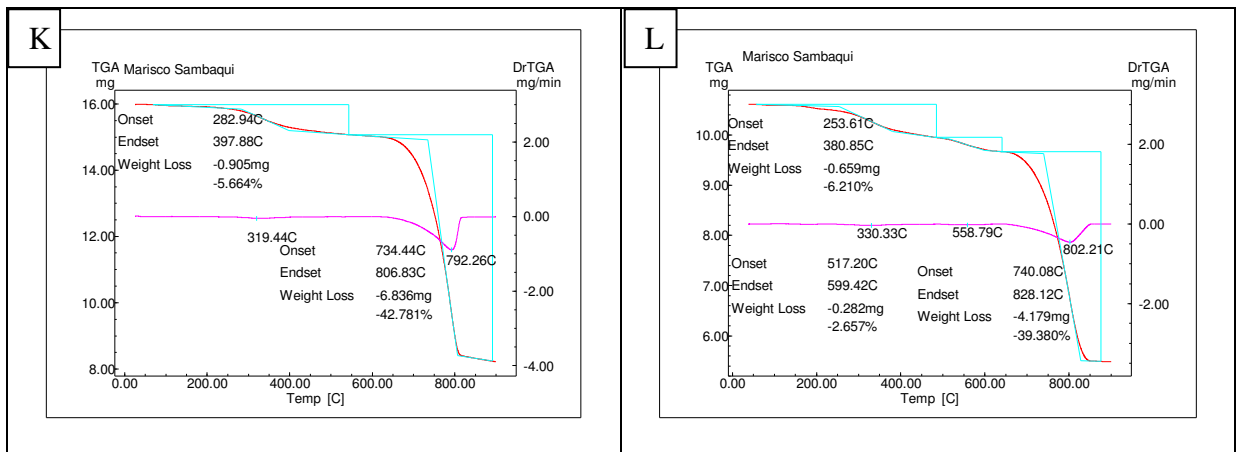 K
Marisco Sambaqui
TGA
mg
DrTGA
mg/min
16.00
14.00
12.00
10.00
8.00
2.00
0.00
-2.00
-4.00
Onset 282.94C
Endset 397.88C
Weight Loss -0.905mg
-5.664%
319.44C
792.26C
Onset 734.44C
Endset 806.83C
Weight Loss -6.836mg
-42.781%
0.00 200.00 400.00 600.00 800.00
Temp [C]
L
Marisco Sambaqui
TGA
mg
DrTGA
mg/min
10.00
9.00
8.00
7.00
6.00
2.00
0.00
-2.00
Onset 253.61C
Endset 380.85C
Weight Loss -0.659mg
-6.210%
330.33C
558.79C
802.21C
Onset 517.20C
Endset 599.42C
Weight Loss -0.282mg
-2.657%
Onset 740.08C
Endset 828.12C
Weight Loss -4.179mg
-39.380%
0.00 200.00 400.00 600.00 800.00
Temp [C]